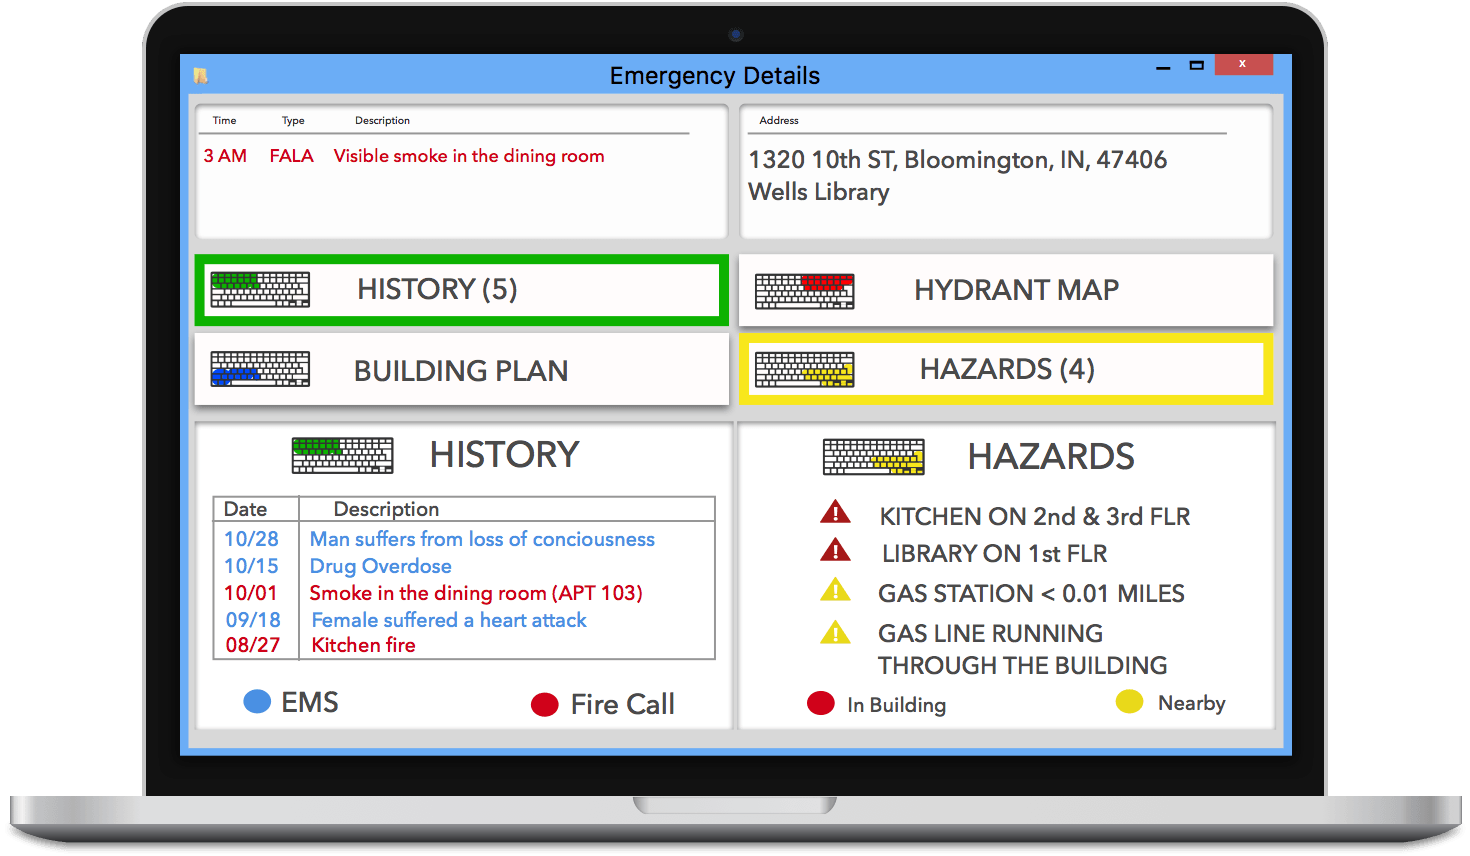 Emergency Details
x
Time Type Description
3 AM FALA Visible smoke in the dining room
Address
1320 10th ST, Bloomington, IN, 47406
Wells Library
HISTORY (5)
HYDRANT MAP
BUILDING PLAN
HAZARDS (4)
HISTORY
Date Description
10/28 Man suffers from loss of conciousness
10/15 Drug Overdose
10/01 Smoke in the dining room (APT 103)
09/18 Female suffered a heart attack
08/27 Kitchen fire
EMS Fire Call
HAZARDS
! KITCHEN ON 2nd & 3rd FLR
! LIBRARY ON 1st FLR
! GAS STATION < 0.01 MILES
! GAS LINE RUNNING
THROUGH THE BUILDING
In Building Nearby